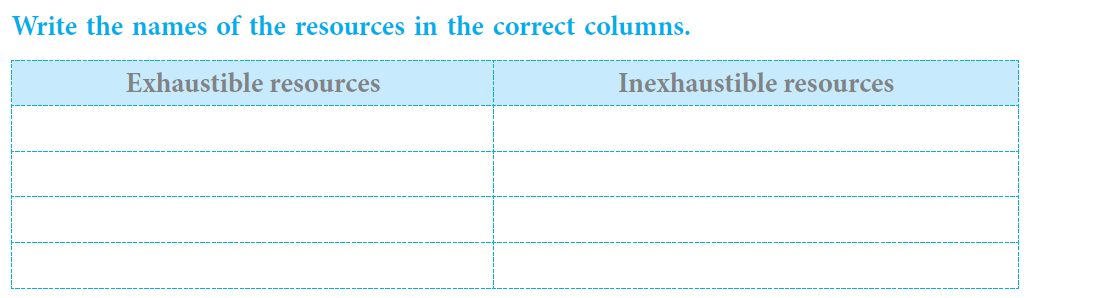 Write the names of the resources in the correct columns.
Exhaustible resources
Inexhaustible resources